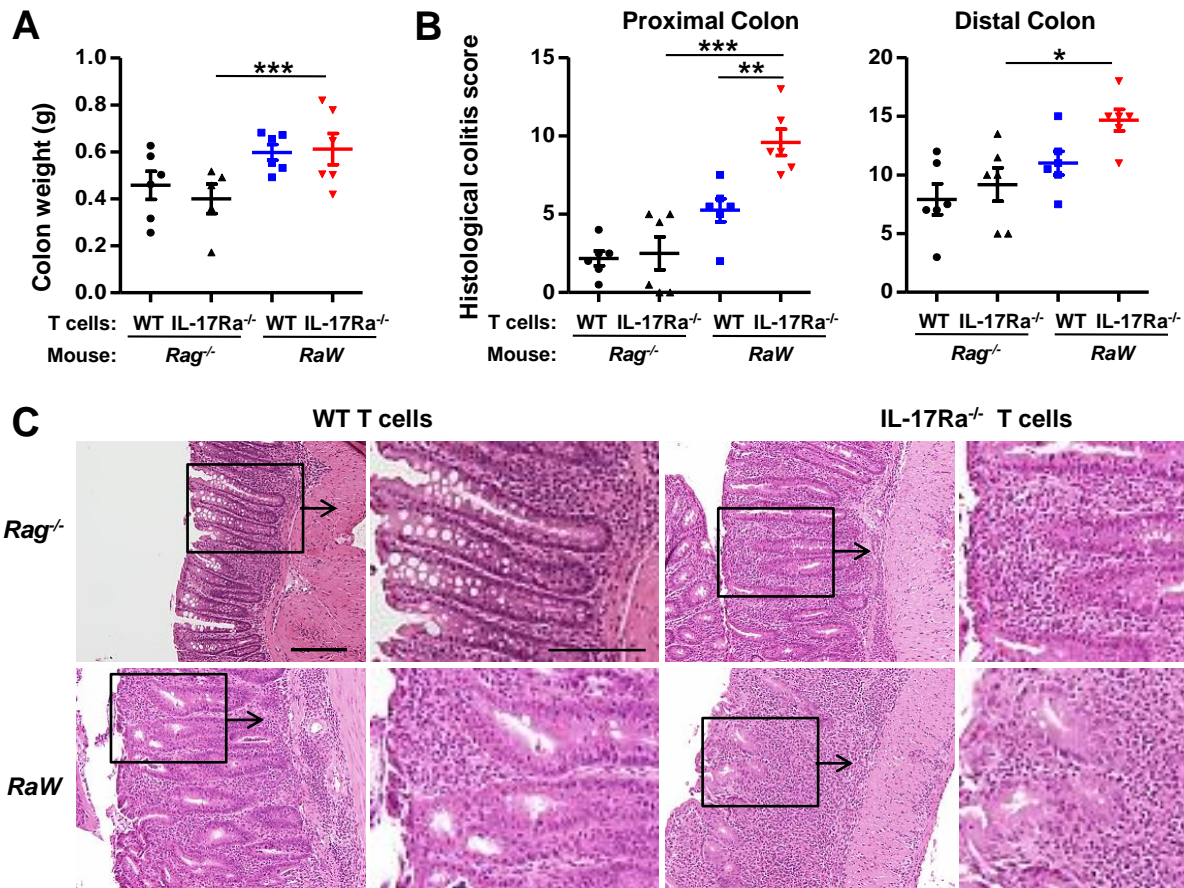 A
Colon weight (g)
1.0
0.8
0.6
0.4
0.2
0.0
***
T cells: WT IL-17Ra-/- WT IL-17Ra-/-
Mouse: Rag-/- RaW
B
Proximal Colon
Histological colitis score
15
10
5
0
***
**
T cells: WT IL-17Ra-/- WT IL-17Ra-/-
Mouse: Rag-/- RaW
Distal Colon
20
15
10
5
0
*
WT IL-17Ra-/- WT IL-17Ra-/-
Rag-/- RaW
C
WT T cells
IL-17Ra-/- T cells
Rag-/-
RaW